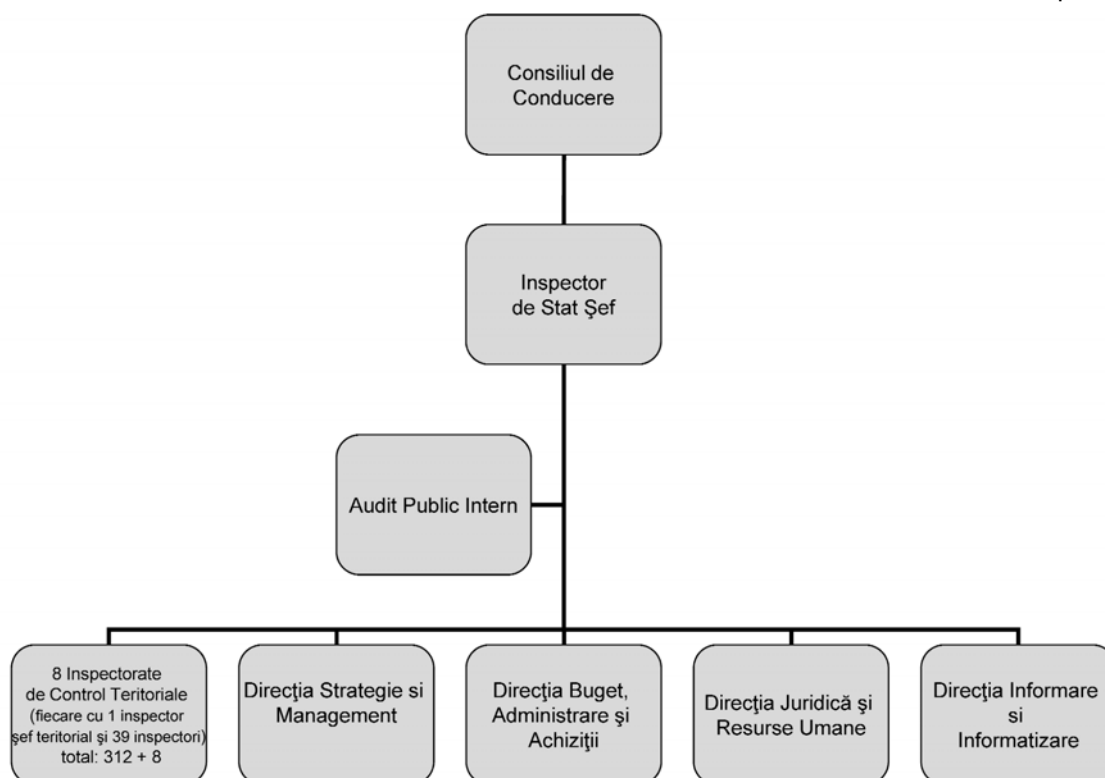 Consiliul de
Conducere
Inspector
de Stat Şef
Audit Public Intern
8 Inspectorate
de Control Teritoriale
(fiecare cu 1 inspector
şef teritorial şi 39 inspectori)
total: 312 + 8
Direcţia Strategie si
Management
Direcţia Buget,
Administrare şi
Achiziţii
Direcţia Juridică şi
Resurse Umane
Direcţia Informare
si
Informatizare